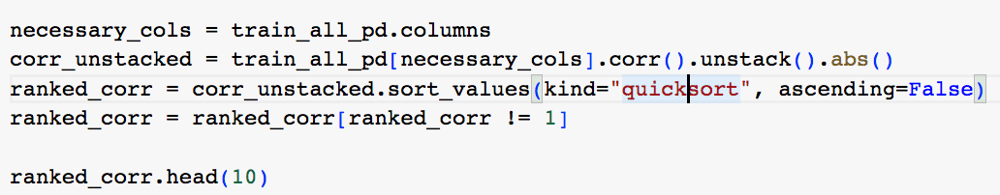 necessary_cols = train_all_pd.columns
corr_unstacked = train_all_pd[necessary_cols].corr().unstack().abs()
ranked_corr = corr_unstacked.sort_values(kind="quicksort", ascending=False)
ranked_corr = ranked_corr[ranked_corr != 1]
ranked_corr.head(10)